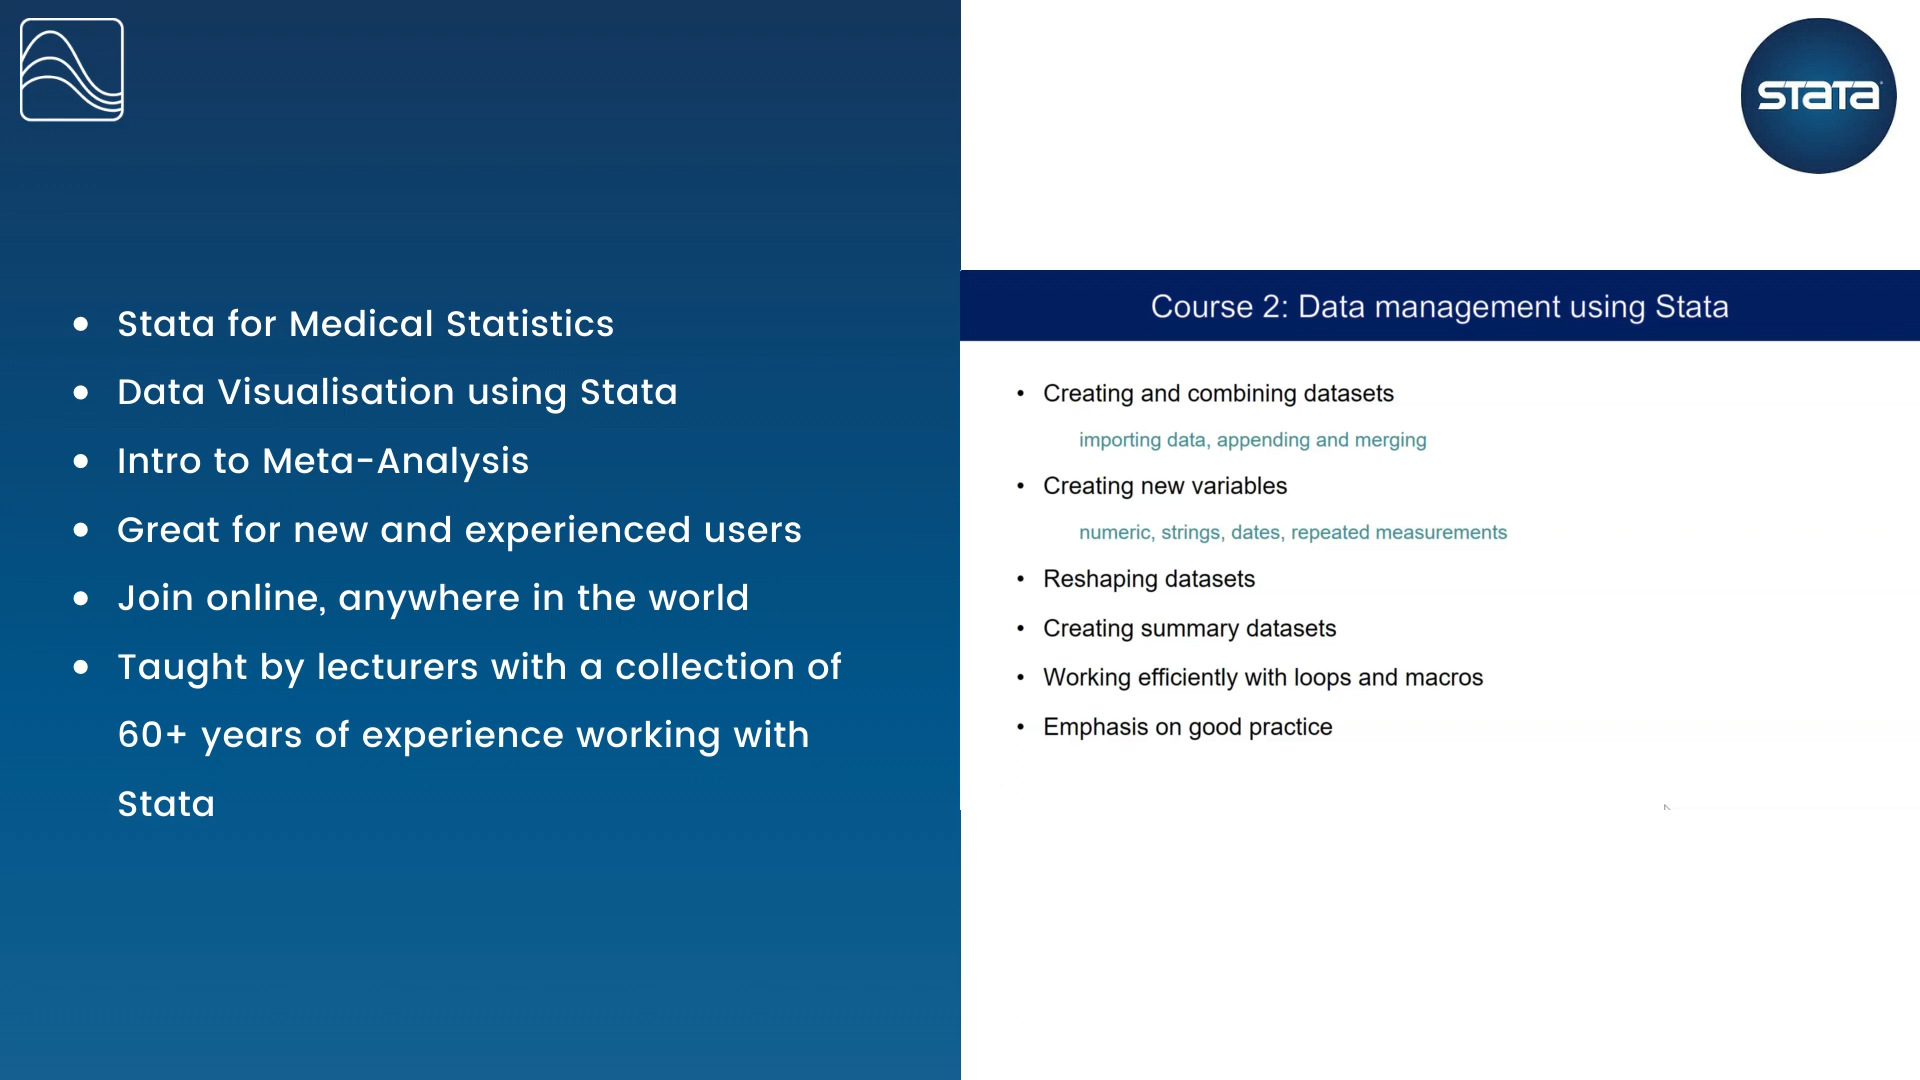 Stata for Medical Statistics
Data Visualisation using Stata
Intro to Meta-Analysis
Great for new and experienced users
Join online, anywhere in the world
Taught by lecturers with a collection of
60+ years of experience working with
Stata
stata
Course 2: Data management using Stata
Creating and combining datasets
importing data, appending and merging
Creating new variables
numeric, strings, dates, repeated measurements
Reshaping datasets
Creating summary datasets
Working efficiently with loops and macros
Emphasis on good practice